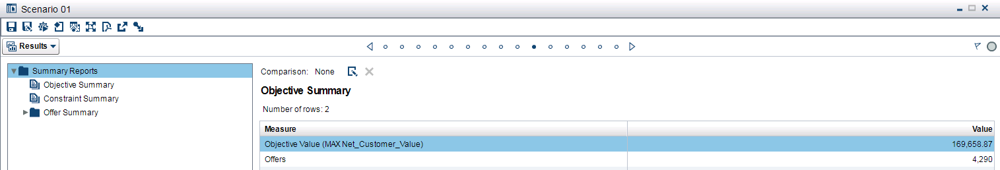 Scenario 01
Results
Summary Reports
Objective Summary
Constraint Summary
Offer Summary
Comparison: None
Objective Summary
Number of rows: 2
Measure Value
Objective Value (MAX Net_Customer_Value) 169,658.87
Offers 4,290